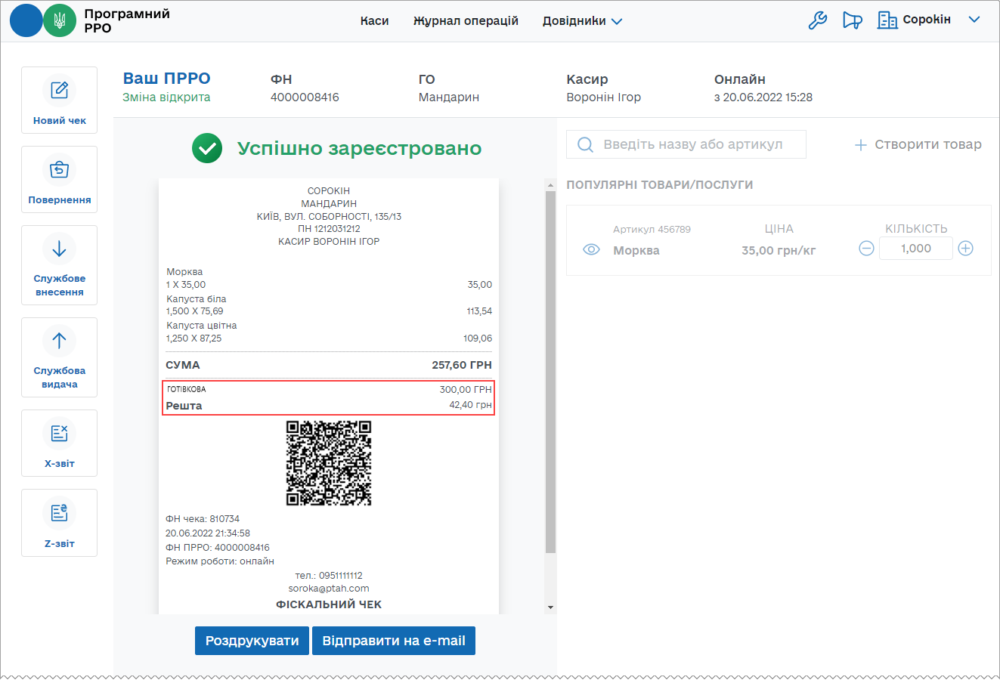 Програмний
РРО
Каси
Журнал операцій
Довідники
Сорокін
Новий чек
Повернення
Службове
внесення
Службова
видача
X-звіт
Z-звіт
Ваш ПРРО
Зміна відкрита
ФН
4000008416
ГО
Мандарин
Касир
Воронін Ігор
Онлайн
з 20.06.2022 15:28
Успішно зареєстровано
СОРОКІН
МАНДАРИН
КИЇВ, ВУЛ. СОБОРНОСТІ, 135/13
ПН 1212031212
КАСИР ВОРОНІН ІГОР
Морква
1 X 35,00 35,00
Капуста біла
1,500 X 75,69 113,54
Капуста цвітна
1,250 X 87,25 109,06
СУМА 257,60 ГРН
ГОТІВКОВА 300,00 ГРН
Решта 42,40 грн
ФН чека: 810734
20.06.2022 21:34:58
ФН ПРРО: 4000008416
Режим роботи: онлайн
тел.: 0951111112
soroka@ptah.com
ФІСКАЛЬНИЙ ЧЕК
Роздрукувати
Відправити на e-mail
Введіть назву або артикул
Створити товар
ПОПУЛЯРНІ ТОВАРИ/ПОСЛУГИ
Артикул 456789
Морква
ЦІНА
35,00 грн/кг
КІЛЬКІСТЬ
1,000